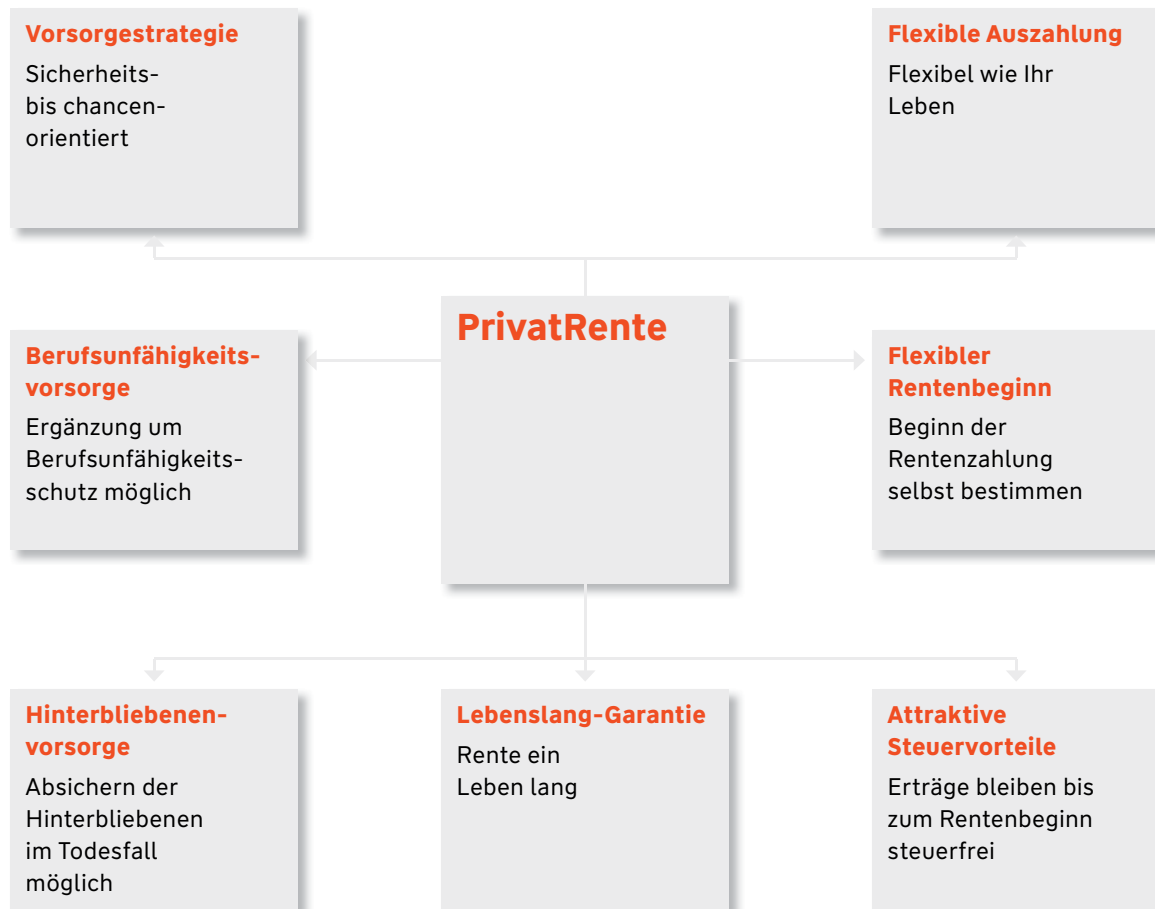 Vorsorgestrategie
Sicherheits-
bis chancen-
orientiert
Flexible Auszahlung
Flexibel wie Ihr
Leben
PrivatRente
Berufsunfähigkeits-
vorsorge
Ergänzung um
Berufsunfähigkeits-
schutz möglich
Flexibler
Rentenbeginn
Beginn der
Rentenzahlung
selbst bestimmen
Hinterbliebenen-
vorsorge
Absichern der
Hinterbliebenen
im Todesfall
möglich
Lebenslang-Garantie
Rente ein
Leben lang
Attraktive
Steuervorteile
Erträge bleiben bis
zum Rentenbeginn
steuerfrei